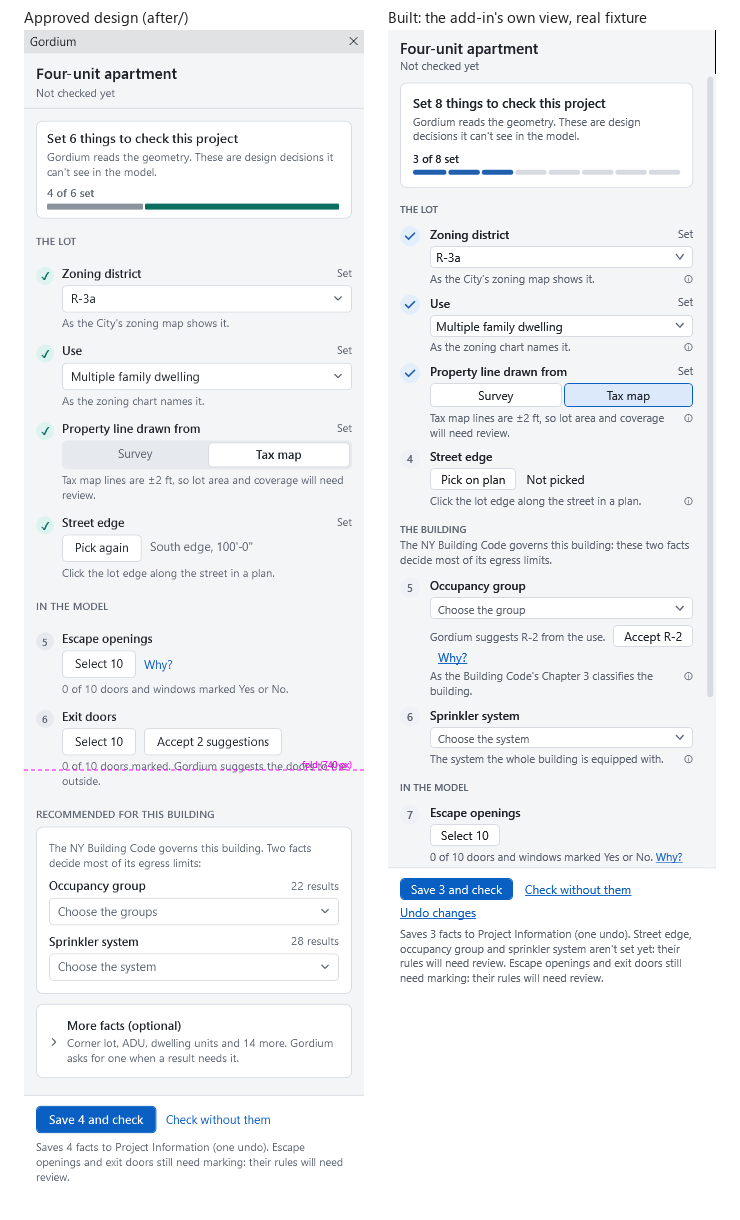 Approved design (after/)
Gordium
Four-unit apartment
Not checked yet
Set 6 things to check this project
Gordium reads the geometry. These are design decisions it
can't see in the model.
4 of 6 set
THE LOT
Zoning district
Set
R-3a
As the City's zoning map shows it.
Use
Set
Multiple family dwelling
As the zoning chart names it.
Property line drawn from
Set
Survey
Tax map
Tax map lines are ±2 ft, so lot area and coverage will need
review.
Street edge
Set
Pick again
South edge, 100'-0"
Click the lot edge along the street in a plan.
IN THE MODEL
5
Escape openings
Select 10
Why?
0 of 10 doors and windows marked Yes or No.
6
Exit doors
Select 10
Accept 2 suggestions
0 of 10 doors marked. Gordium suggests the doors to the
fold (740 px)
outside.
RECOMMENDED FOR THIS BUILDING
The NY Building Code governs this building. Two facts
decide most of its egress limits:
Occupancy group
22 results
Choose the groups
Sprinkler system
28 results
Choose the system
More facts (optional)
Corner lot, ADU, dwelling units and 14 more. Gordium
asks for one when a result needs it.
Save 4 and check
Check without them
Saves 4 facts to Project Information (one undo). Escape
openings and exit doors still need marking: their rules will need
review.
Built: the add-in's own view, real fixture
Four-unit apartment
Not checked yet
Set 8 things to check this project
Gordium reads the geometry. These are design
decisions it can't see in the model.
3 of 8 set
THE LOT
Zoning district
Set
R-3a
As the City's zoning map shows it.
Use
Set
Multiple family dwelling
As the zoning chart names it.
Property line drawn from
Set
Survey
Tax map
Tax map lines are ±2 ft, so lot area and coverage
will need review.
4
Street edge
Pick on plan
Not picked
Click the lot edge along the street in a plan.
THE BUILDING
The NY Building Code governs this building: these two facts
decide most of its egress limits.
5
Occupancy group
Choose the group
Gordium suggests R-2 from the use.
Accept R-2
Why?
As the Building Code's Chapter 3 classifies the
building.
6
Sprinkler system
Choose the system
The system the whole building is equipped with.
IN THE MODEL
7
Escape openings
Select 10
0 of 10 doors and windows marked Yes or No. Why?
Save 3 and check
Check without them
Undo changes
Saves 3 facts to Project Information (one undo). Street edge,
occupancy group and sprinkler system aren't set yet: their
rules will need review. Escape openings and exit doors still
need marking: their rules will need review.